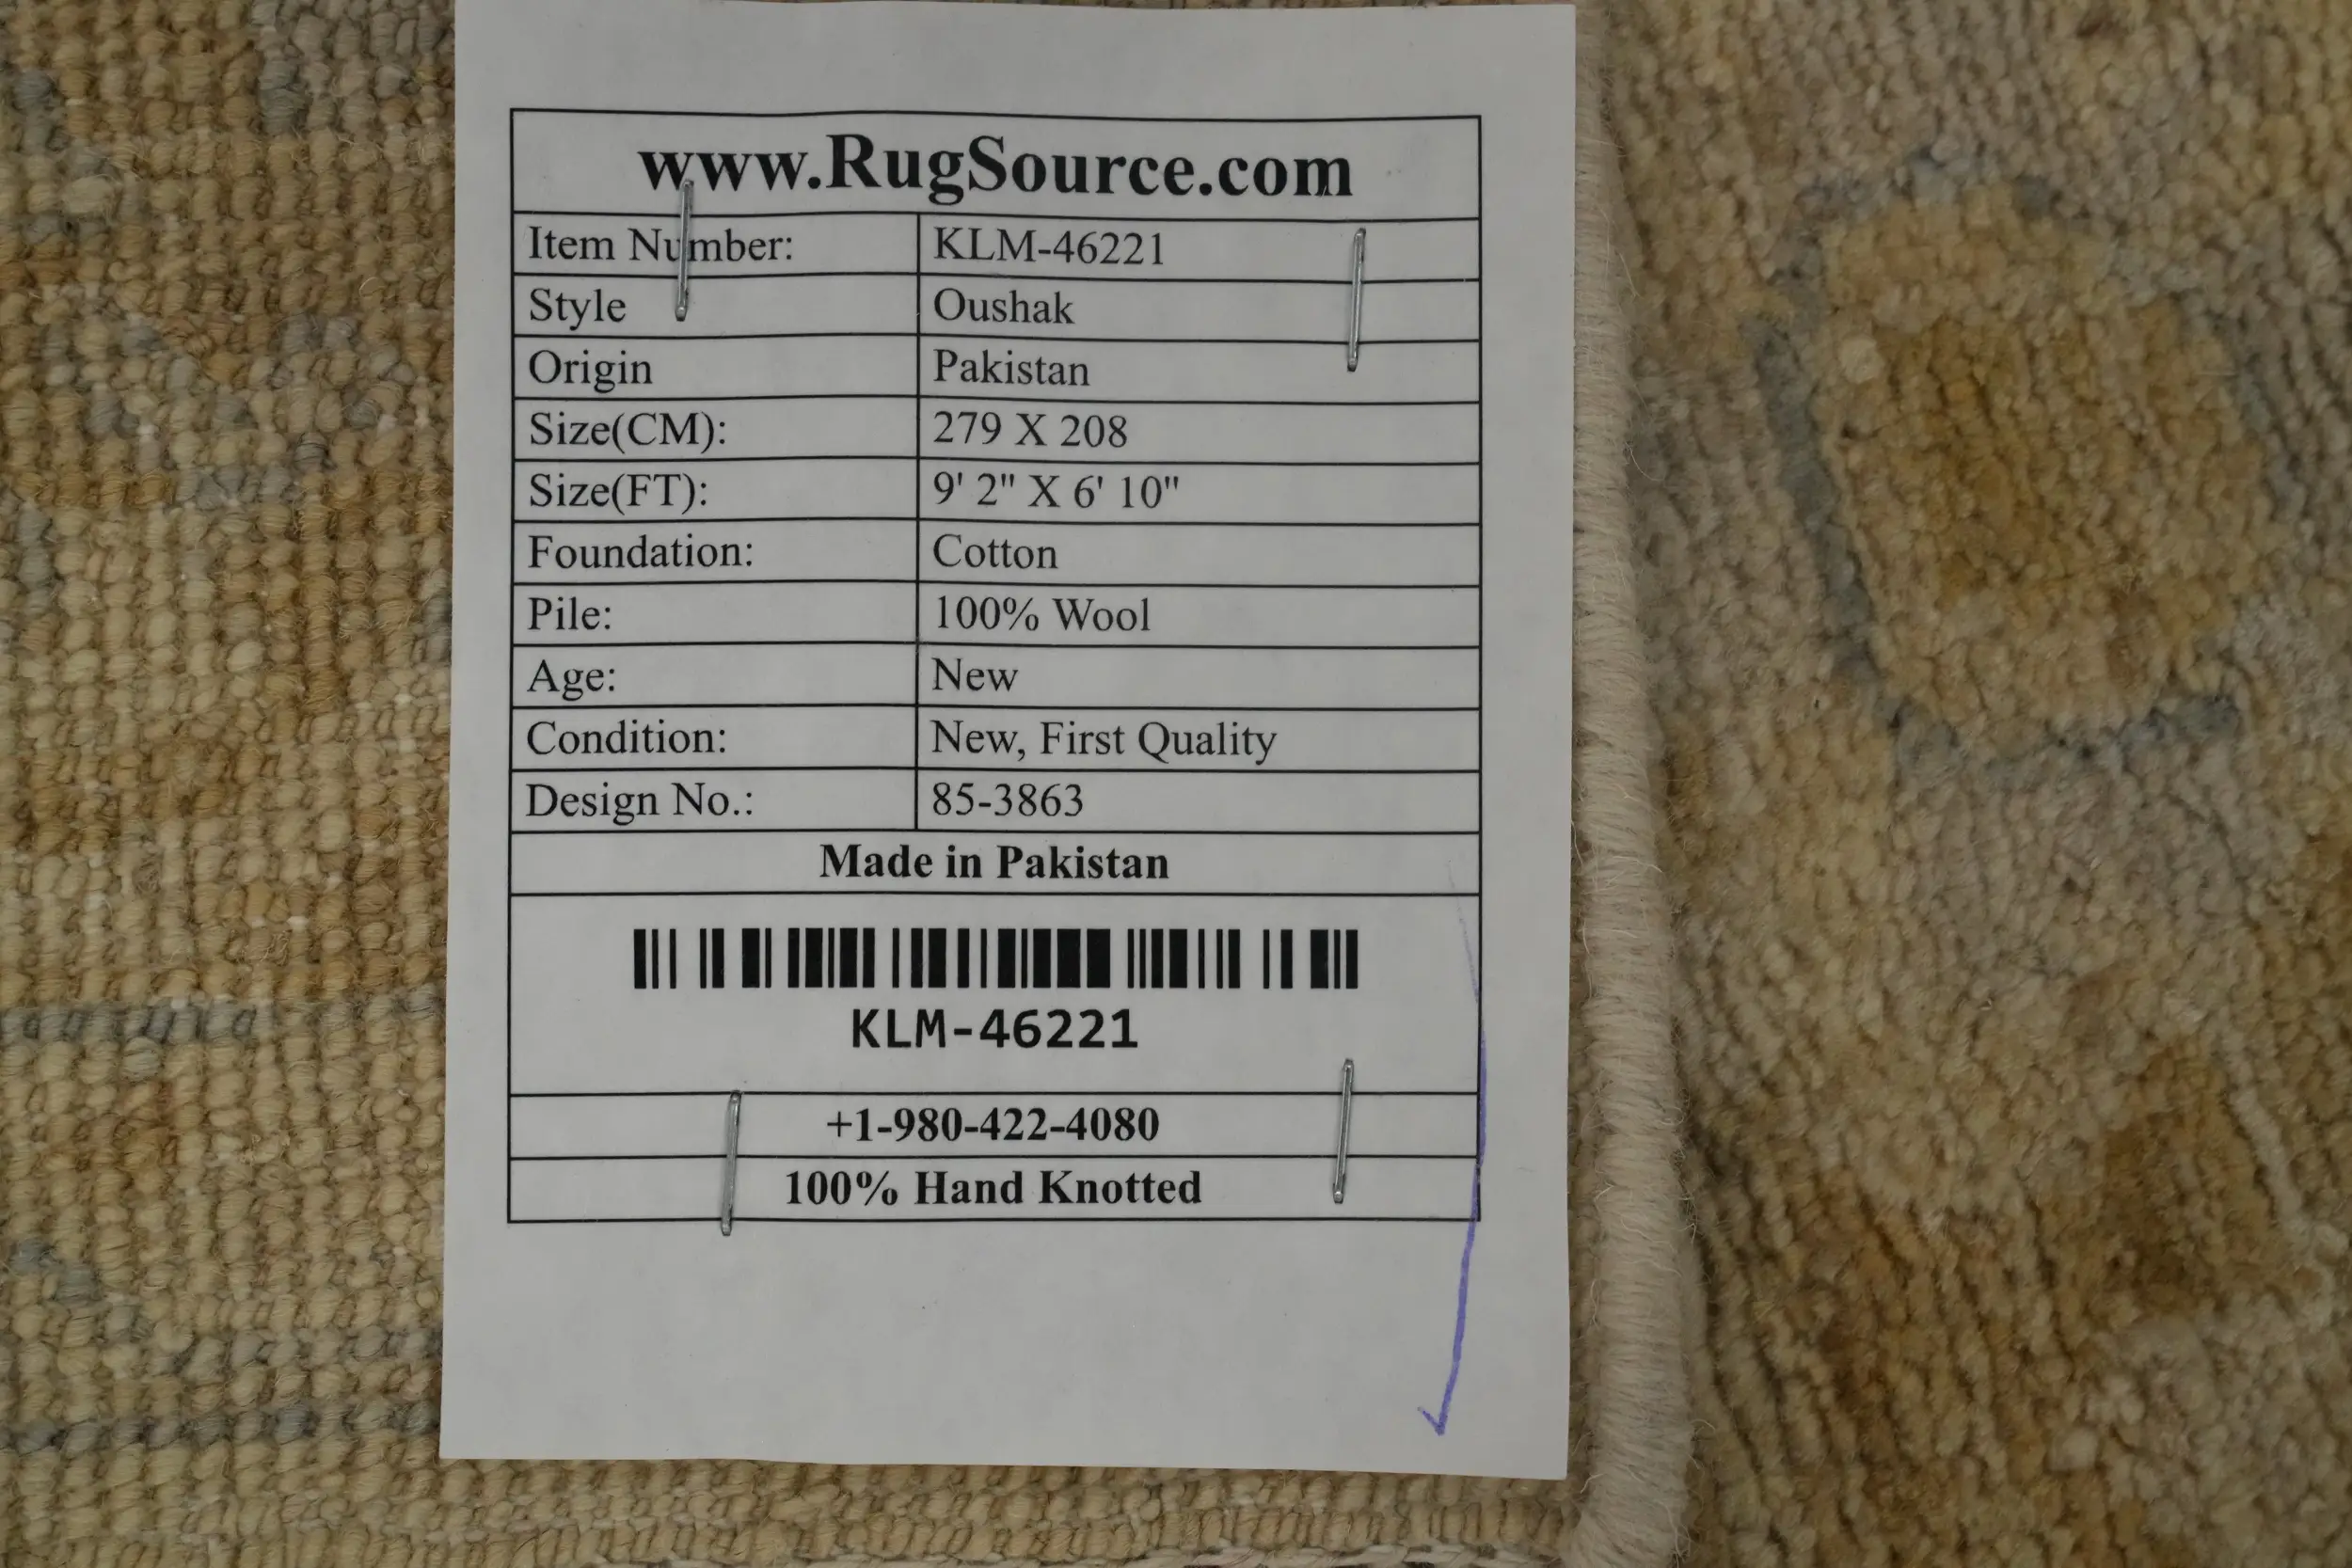 www.RugSource.com
Item Number: KLM-46221
Style Oushak
Origin Pakistan
Size(CM): 279 X 208
Size(FT): 9' 2" X 6' 10"
Foundation: Cotton
Pile: 100% Wool
Age: New
Condition: New, First Quality
Design No.: 85-3863
Made in Pakistan
KLM-46221
+1-980-422-4080
100% Hand Knotted